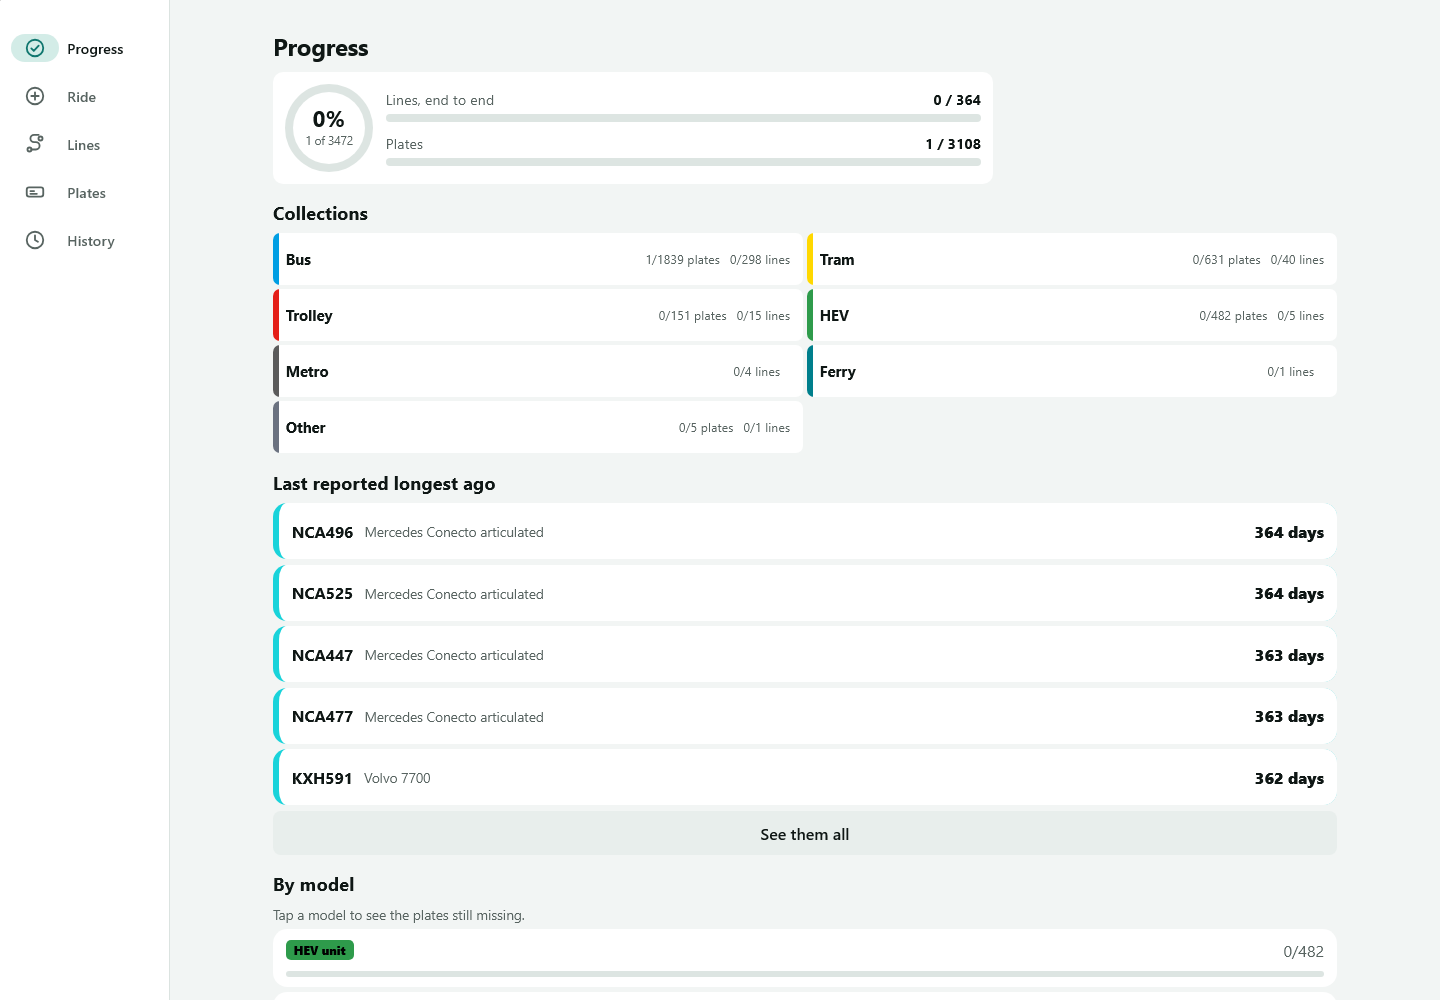 Progress
Ride
Lines
Plates
History
Progress
0%
1 of 3472
Lines, end to end 0 / 364
Plates 1 / 3108
Collections
Bus 1/1839 plates 0/298 lines
Tram 0/631 plates 0/40 lines
Trolley 0/151 plates 0/15 lines
HEV 0/482 plates 0/5 lines
Metro 0/4 lines
Ferry 0/1 lines
Other 0/5 plates 0/1 lines
Last reported longest ago
NCA496 Mercedes Conecto articulated 364 days
NCA525 Mercedes Conecto articulated 364 days
NCA447 Mercedes Conecto articulated 363 days
NCA477 Mercedes Conecto articulated 363 days
KXH591 Volvo 7700 362 days
See them all
By model
Tap a model to see the plates still missing.
HEV unit 0/482